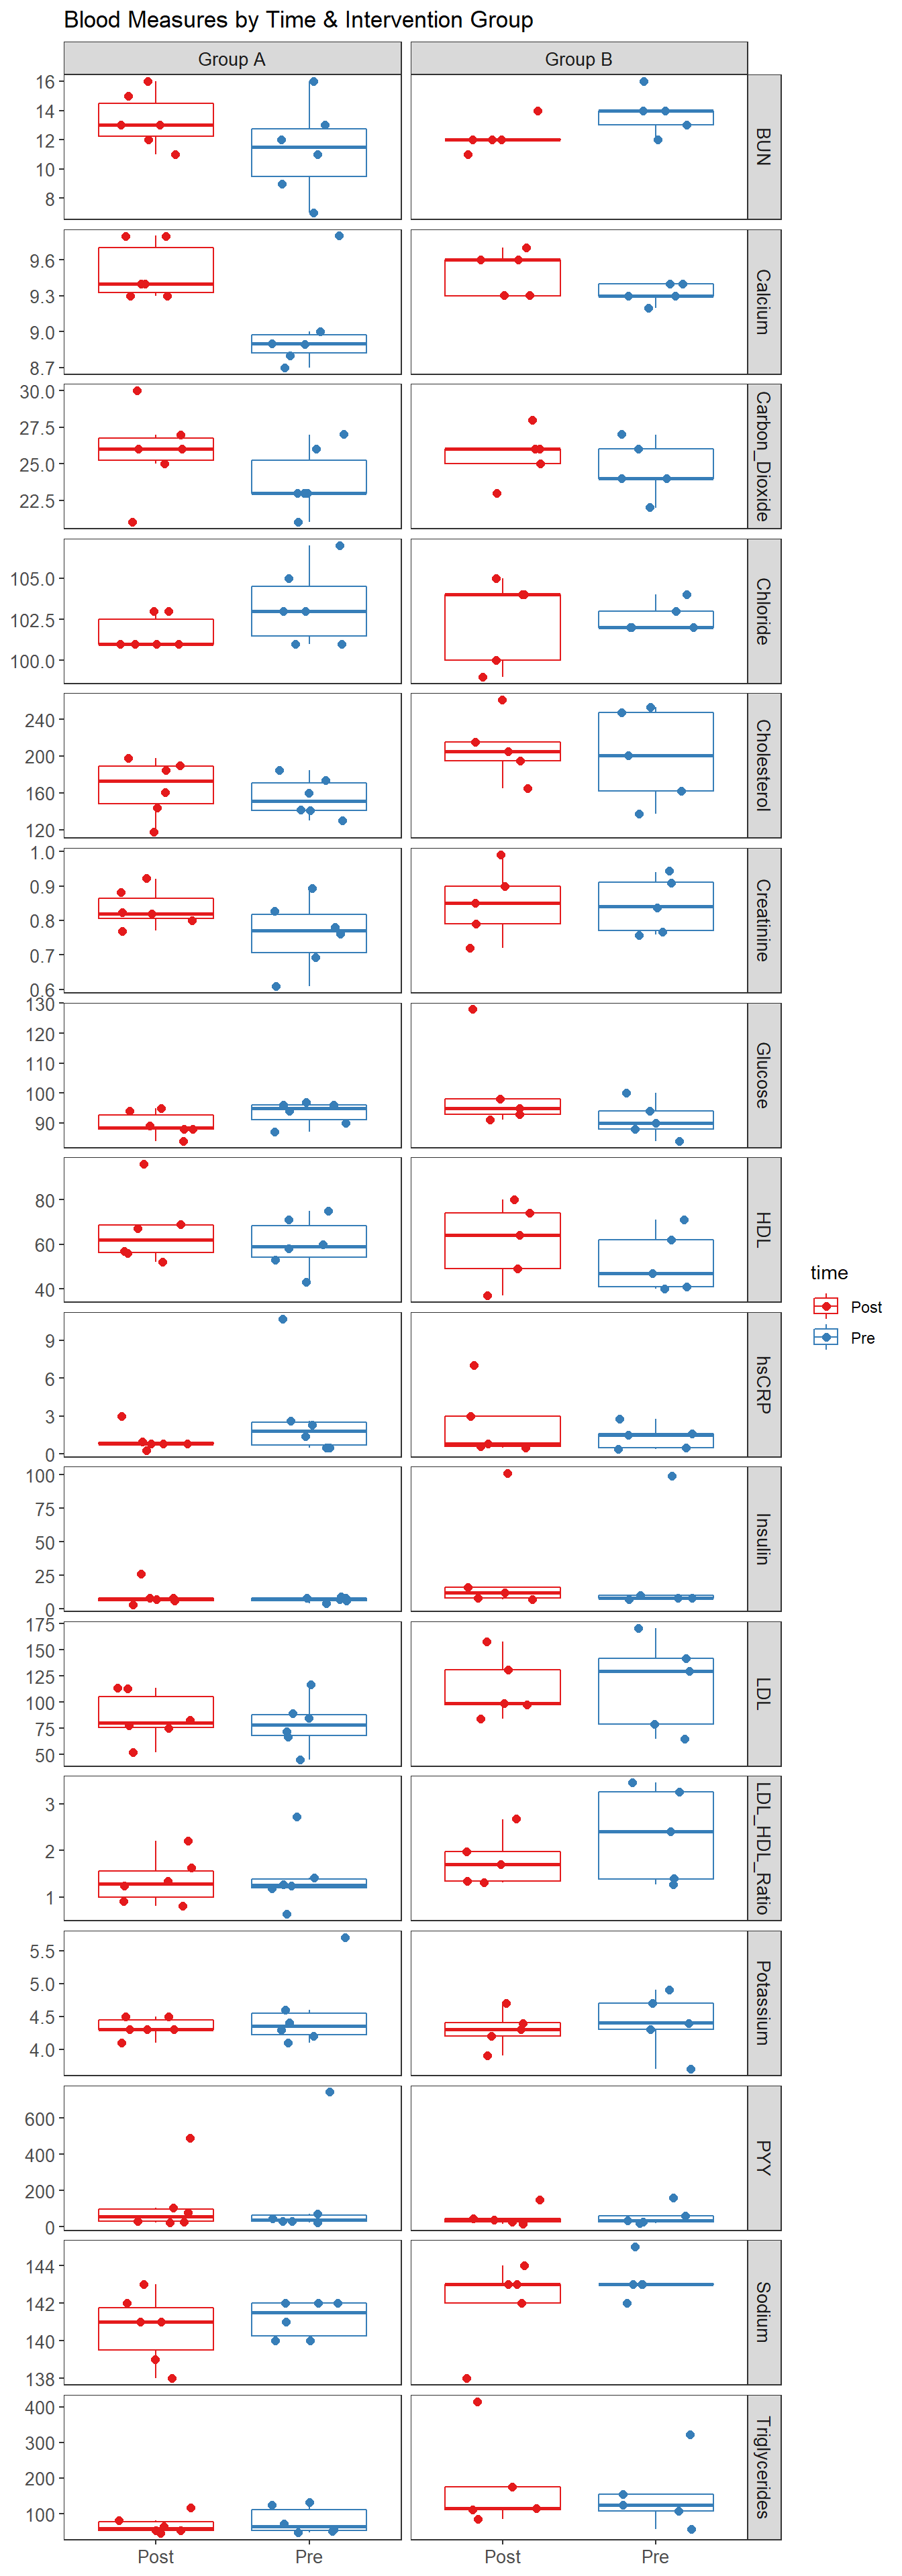 Blood Measures by Time & Intervention Group
Group A
Group B
16
14
12
10
8
BUN
9.6
9.3
9.0
8.7
Calcium
30.0
27.5
25.0
22.5
Carbon_Dioxide
105.0
102.5
100.0
Chloride
240
200
160
120
Cholesterol
1.0
0.9
0.8
0.7
0.6
Creatinine
130
120
110
100
90
Glucose
80
60
40
HDL
time
Post
Pre
9
6
3
0
hsCRP
100
75
50
25
0
Insulin
175
150
125
100
75
50
LDL
3
2
1
LDL_HDL_Ratio
5.5
5.0
4.5
4.0
Potassium
600
400
200
0
PYY
144
142
140
138
Sodium
400
300
200
100
Triglycerides
Post
Pre
Post
Pre